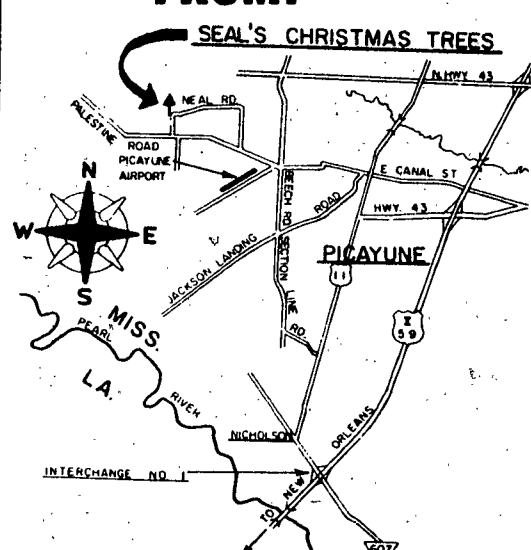 SEAL'S CHRISTMAS TREES
N. HWY 43
NEAL RD.
PALESTINE
ROAD
PICAYUNE
AIRPORT
E CANAL ST
HWY. 43
N
W E
S
BEECH RD SECTION LINE RD.
JACKSON LANDING ROAD
PICAYUNE
11
I
59
MISS.
PEARL RIVER
LA.
NICHOLSON
TO NEW ORLEANS
INTERCHANGE NO 1
607